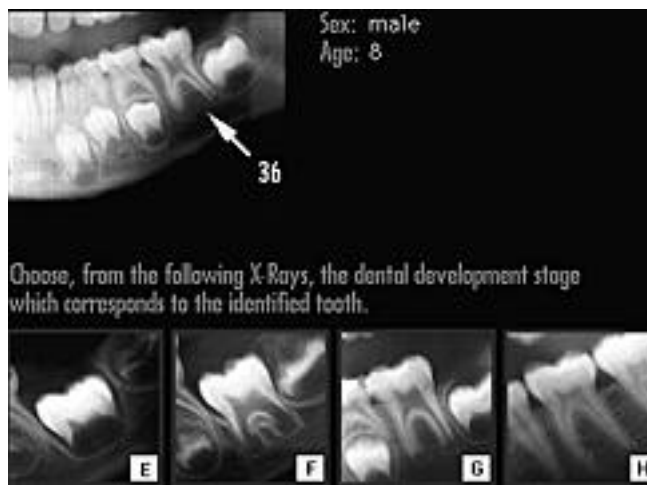 Sex: male
Age: 8
36
Choose, from the following X-Rays, the dental development stage
which corresponds to the identified tooth.
E
F
G
H